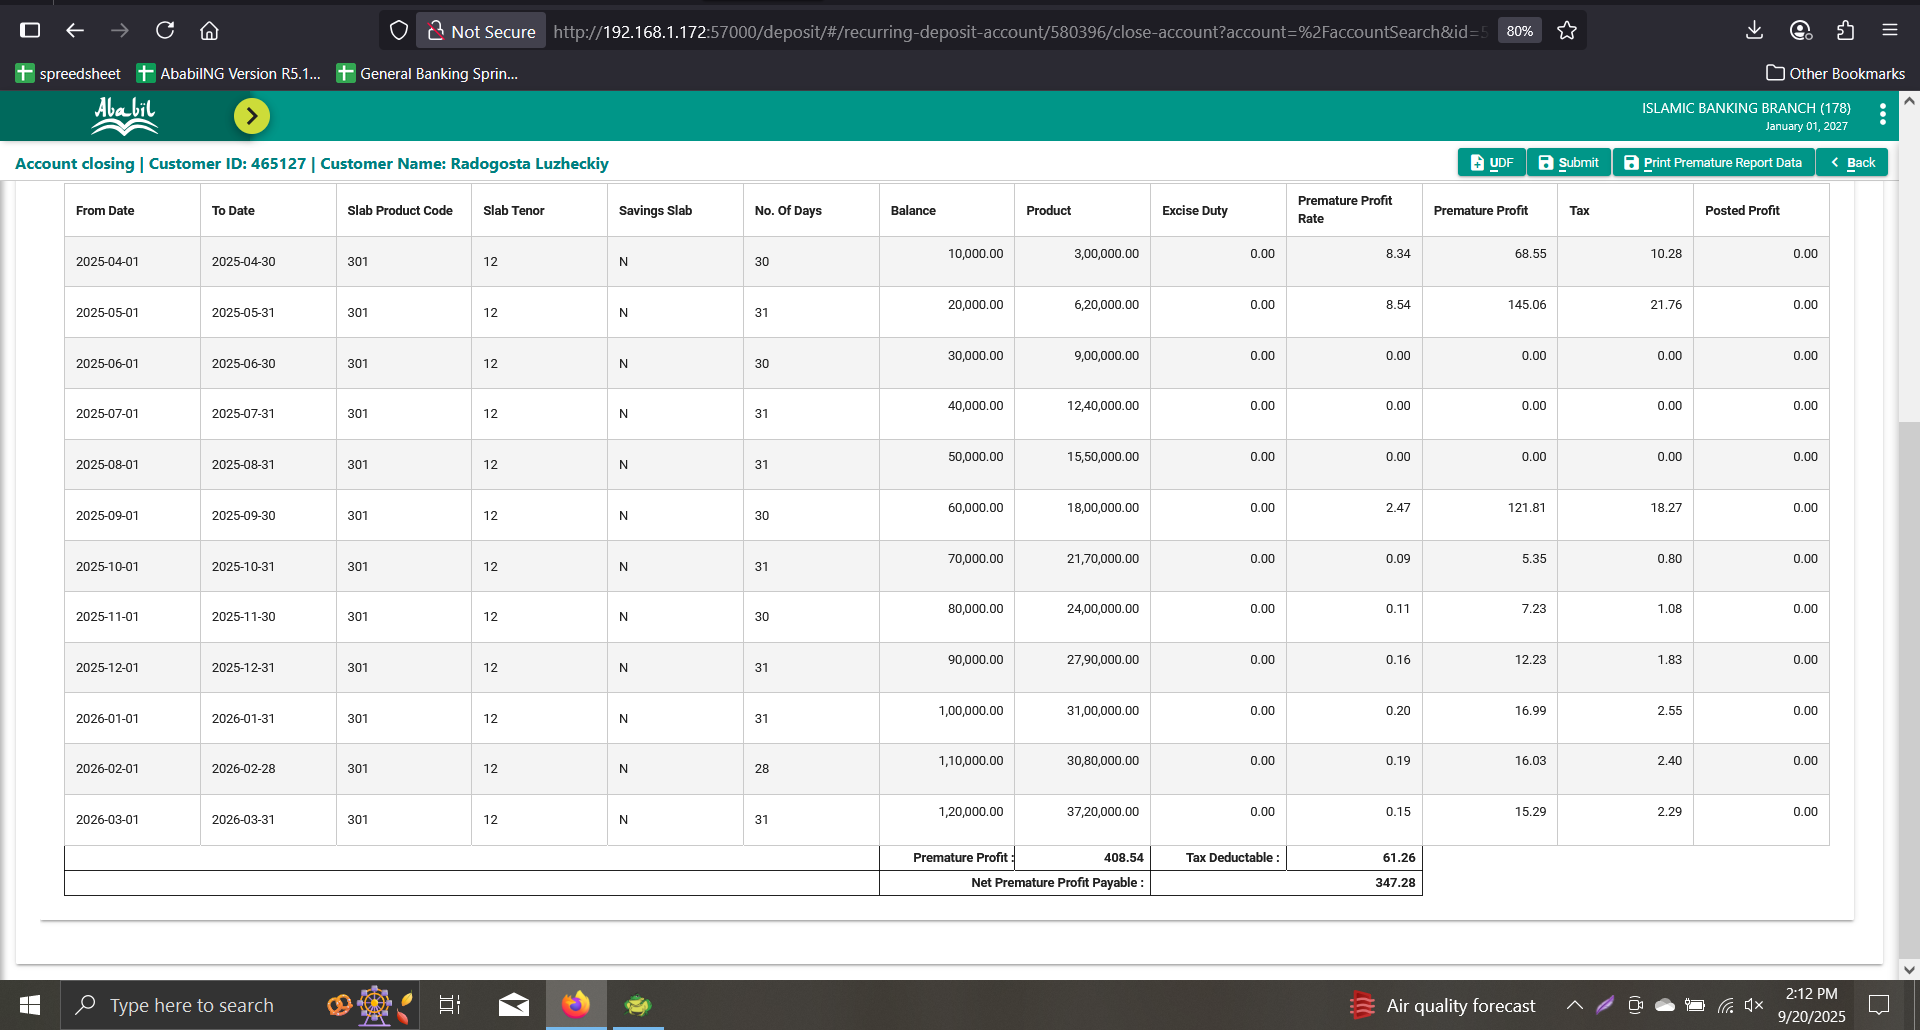 Not Secure http://192.168.1.172:57000/deposit/#/recurring-deposit-account/580396/close-account?account=%2FaccountSearch&id=5 80%
spreedsheet AbabilNG Version R5.1... General Banking Sprin... Other Bookmarks
Ababil ISLAMIC BANKING BRANCH (178)
January 01, 2027
Account closing | Customer ID: 465127 | Customer Name: Radogosta Luzheckiy UDF Submit Print Premature Report Data Back
From Date To Date Slab Product Code Slab Tenor Savings Slab No. Of Days Balance Product Excise Duty Premature Profit Rate Premature Profit Tax Posted Profit
2025-04-01 2025-04-30 301 12 N 30 10,000.00 3,00,000.00 0.00 8.34 68.55 10.28 0.00
2025-05-01 2025-05-31 301 12 N 31 20,000.00 6,20,000.00 0.00 8.54 145.06 21.76 0.00
2025-06-01 2025-06-30 301 12 N 30 30,000.00 9,00,000.00 0.00 0.00 0.00 0.00 0.00
2025-07-01 2025-07-31 301 12 N 31 40,000.00 12,40,000.00 0.00 0.00 0.00 0.00 0.00
2025-08-01 2025-08-31 301 12 N 31 50,000.00 15,50,000.00 0.00 0.00 0.00 0.00 0.00
2025-09-01 2025-09-30 301 12 N 30 60,000.00 18,00,000.00 0.00 2.47 121.81 18.27 0.00
2025-10-01 2025-10-31 301 12 N 31 70,000.00 21,70,000.00 0.00 0.09 5.35 0.80 0.00
2025-11-01 2025-11-30 301 12 N 30 80,000.00 24,00,000.00 0.00 0.11 7.23 1.08 0.00
2025-12-01 2025-12-31 301 12 N 31 90,000.00 27,90,000.00 0.00 0.16 12.23 1.83 0.00
2026-01-01 2026-01-31 301 12 N 31 1,00,000.00 31,00,000.00 0.00 0.20 16.99 2.55 0.00
2026-02-01 2026-02-28 301 12 N 28 1,10,000.00 30,80,000.00 0.00 0.19 16.03 2.40 0.00
2026-03-01 2026-03-31 301 12 N 31 1,20,000.00 37,20,000.00 0.00 0.15 15.29 2.29 0.00
Premature Profit : 408.54 Tax Deductable : 61.26
Net Premature Profit Payable : 347.28
Type here to search Air quality forecast 2:12 PM
9/20/2025